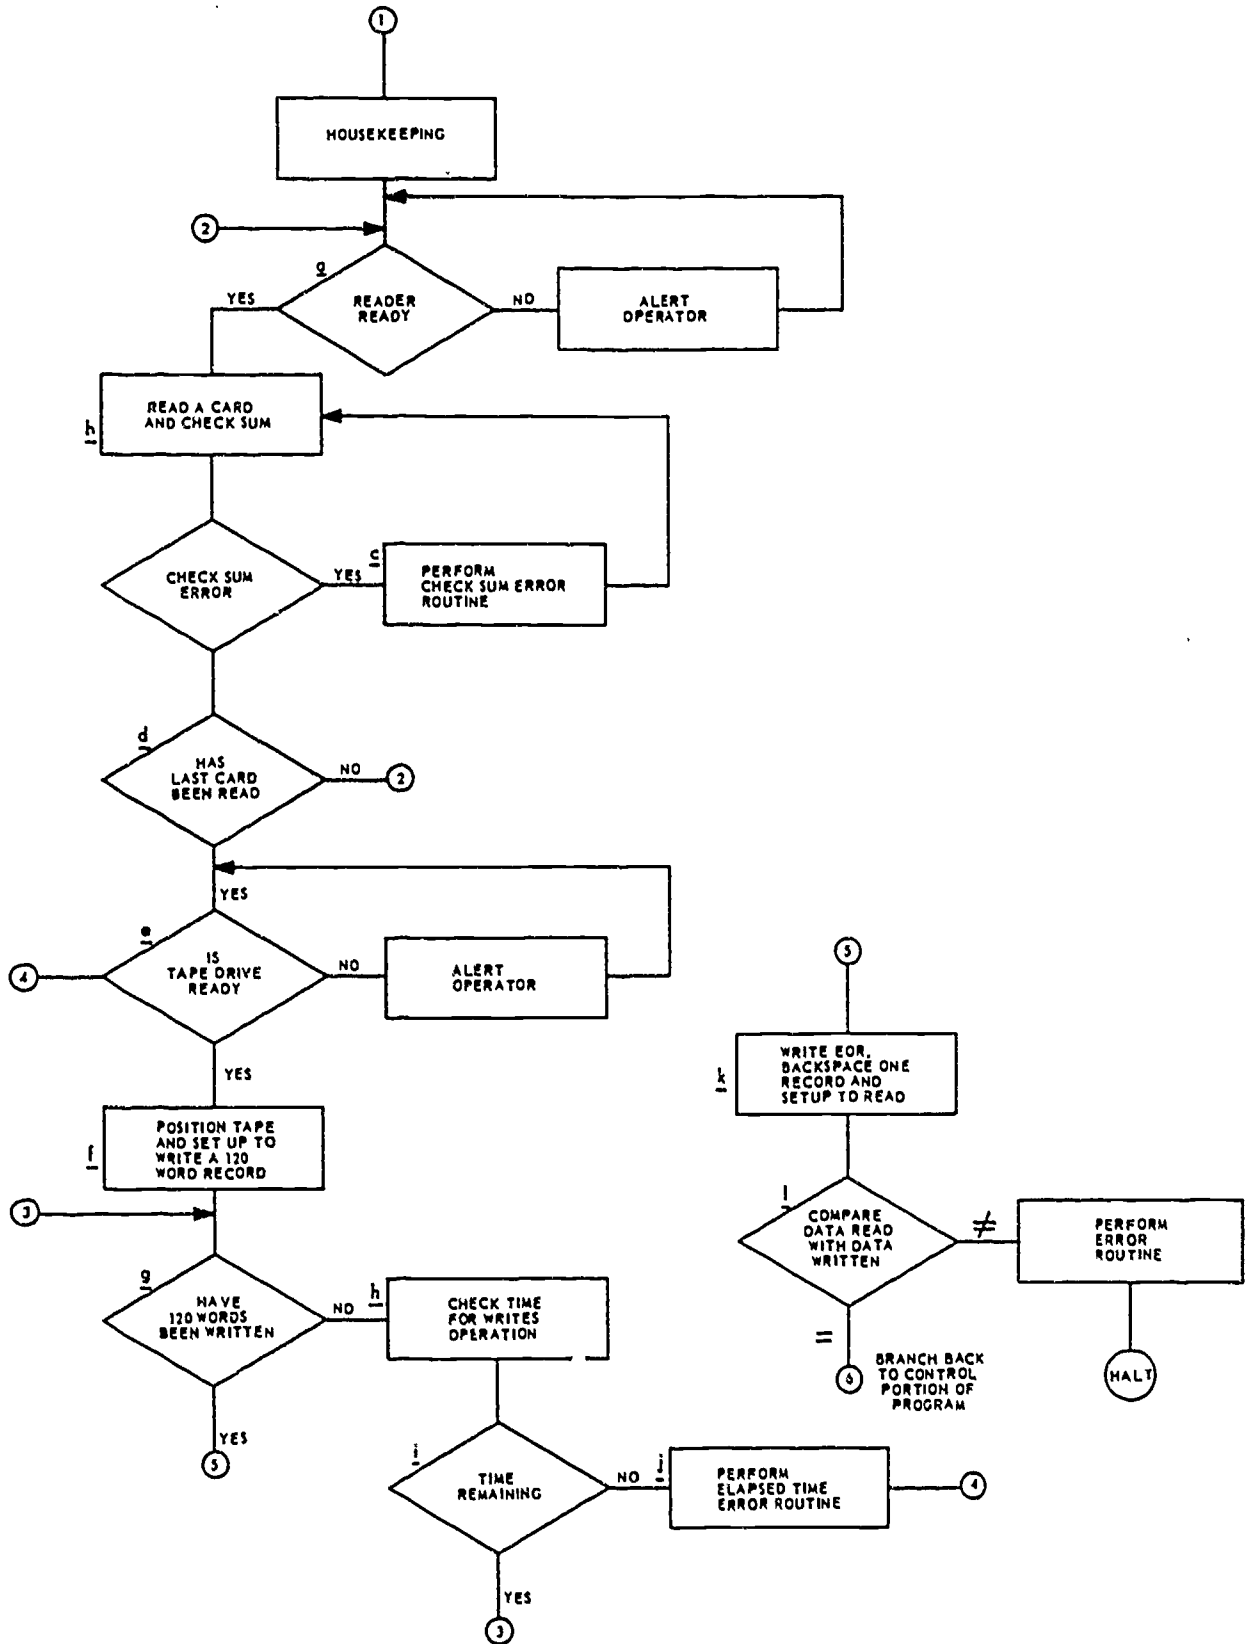 1
HOUSEKEEPING
2
a
YES
READER
READY
NO
ALERT
OPERATOR
READ A CARD
AND CHECK SUM
h
CHECK SUM
ERROR
YES
c
PERFORM
CHECK SUM ERROR
ROUTINE
d
HAS
LAST CARD
BEEN READ
NO
2
YES
e
4
IS
TAPE DRIVE
READY
NO
ALERT
OPERATOR
YES
f
POSITION TAPE
AND SET UP TO
WRITE A 120
WORD RECORD
3
g
HAVE
120 WORDS
BEEN WRITTEN
NO
h
CHECK TIME
FOR WRITES
OPERATION
YES
5
i
TIME
REMAINING
NO
j
PERFORM
ELAPSED TIME
ERROR ROUTINE
4
YES
3
5
k
WRITE EOR,
BACKSPACE ONE
RECORD AND
SETUP TO READ
l
COMPARE
DATA READ
WITH DATA
WRITTEN
≠
PERFORM
ERROR
ROUTINE
=
6
BRANCH BACK
TO CONTROL
PORTION OF
PROGRAM
HALT